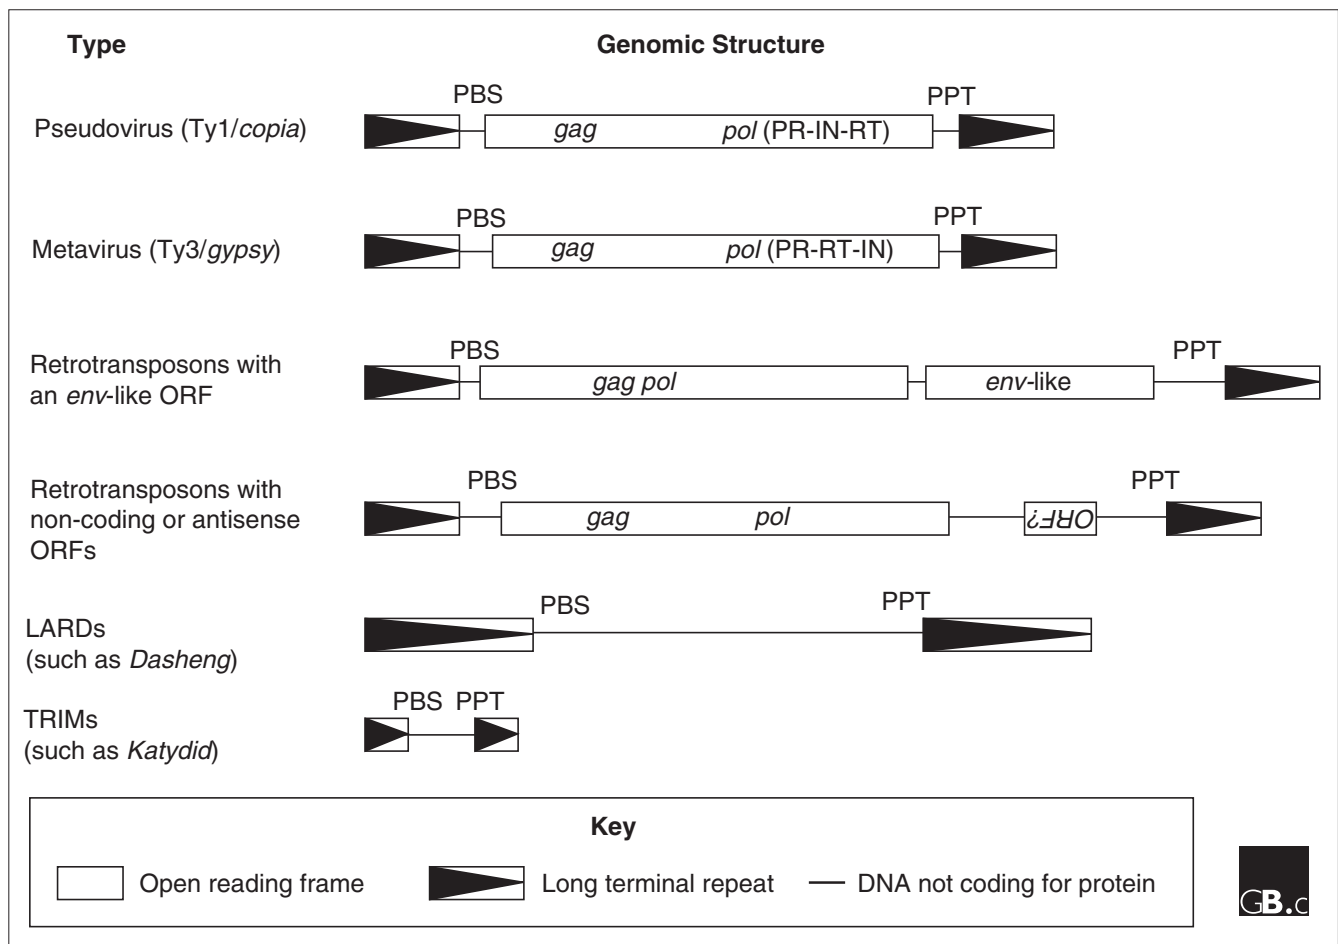 Type
Genomic Structure
PBS
PPT
Pseudovirus (Ty1/copia)
gag
pol (PR-IN-RT)
PBS
PPT
Metavirus (Ty3/gypsy)
gag
pol (PR-RT-IN)
PBS
PPT
Retrotransposons with
an env-like ORF
gag pol
env-like
PBS
PPT
Retrotransposons with
non-coding or antisense
ORFs
gag
pol
ORF?
PBS
PPT
LARDs
(such as Dasheng)
PBS
PPT
TRIMs
(such as Katydid)
Key
Open reading frame
Long terminal repeat
DNA not coding for protein
GB.c